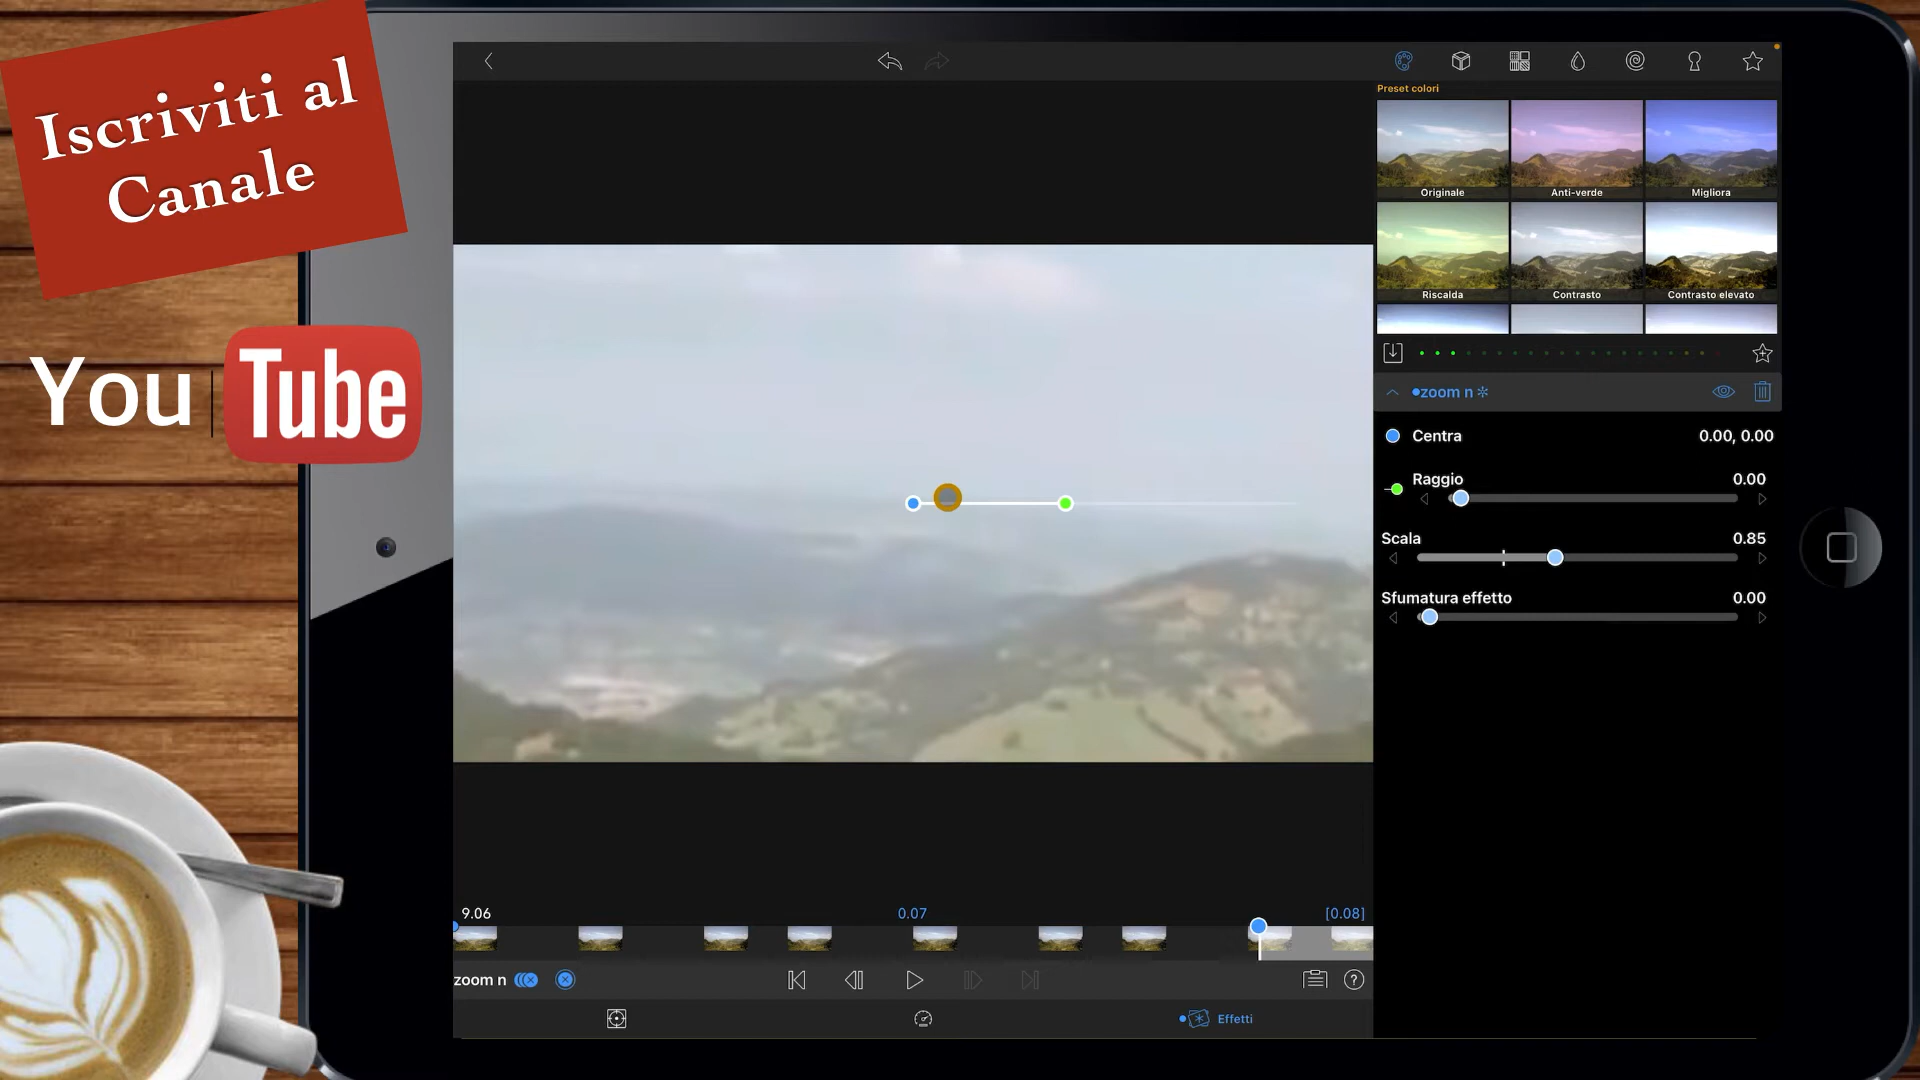 Iscriviti al
Canale
You Tube
Preset colori
Originale
Anti-verde
Migliora
Riscalda
Contrasto
Contrasto elevato
zoom n
Centra
0.00, 0.00
Raggio
0.00
Scala
0.85
Sfumatura effetto
0.00
9.06
0.07
[0.08]
zoom n
Effetti